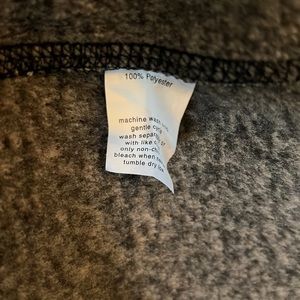 100% Polyester
machine wash
gentle
wash
with like
only
bleach when
tumble dry